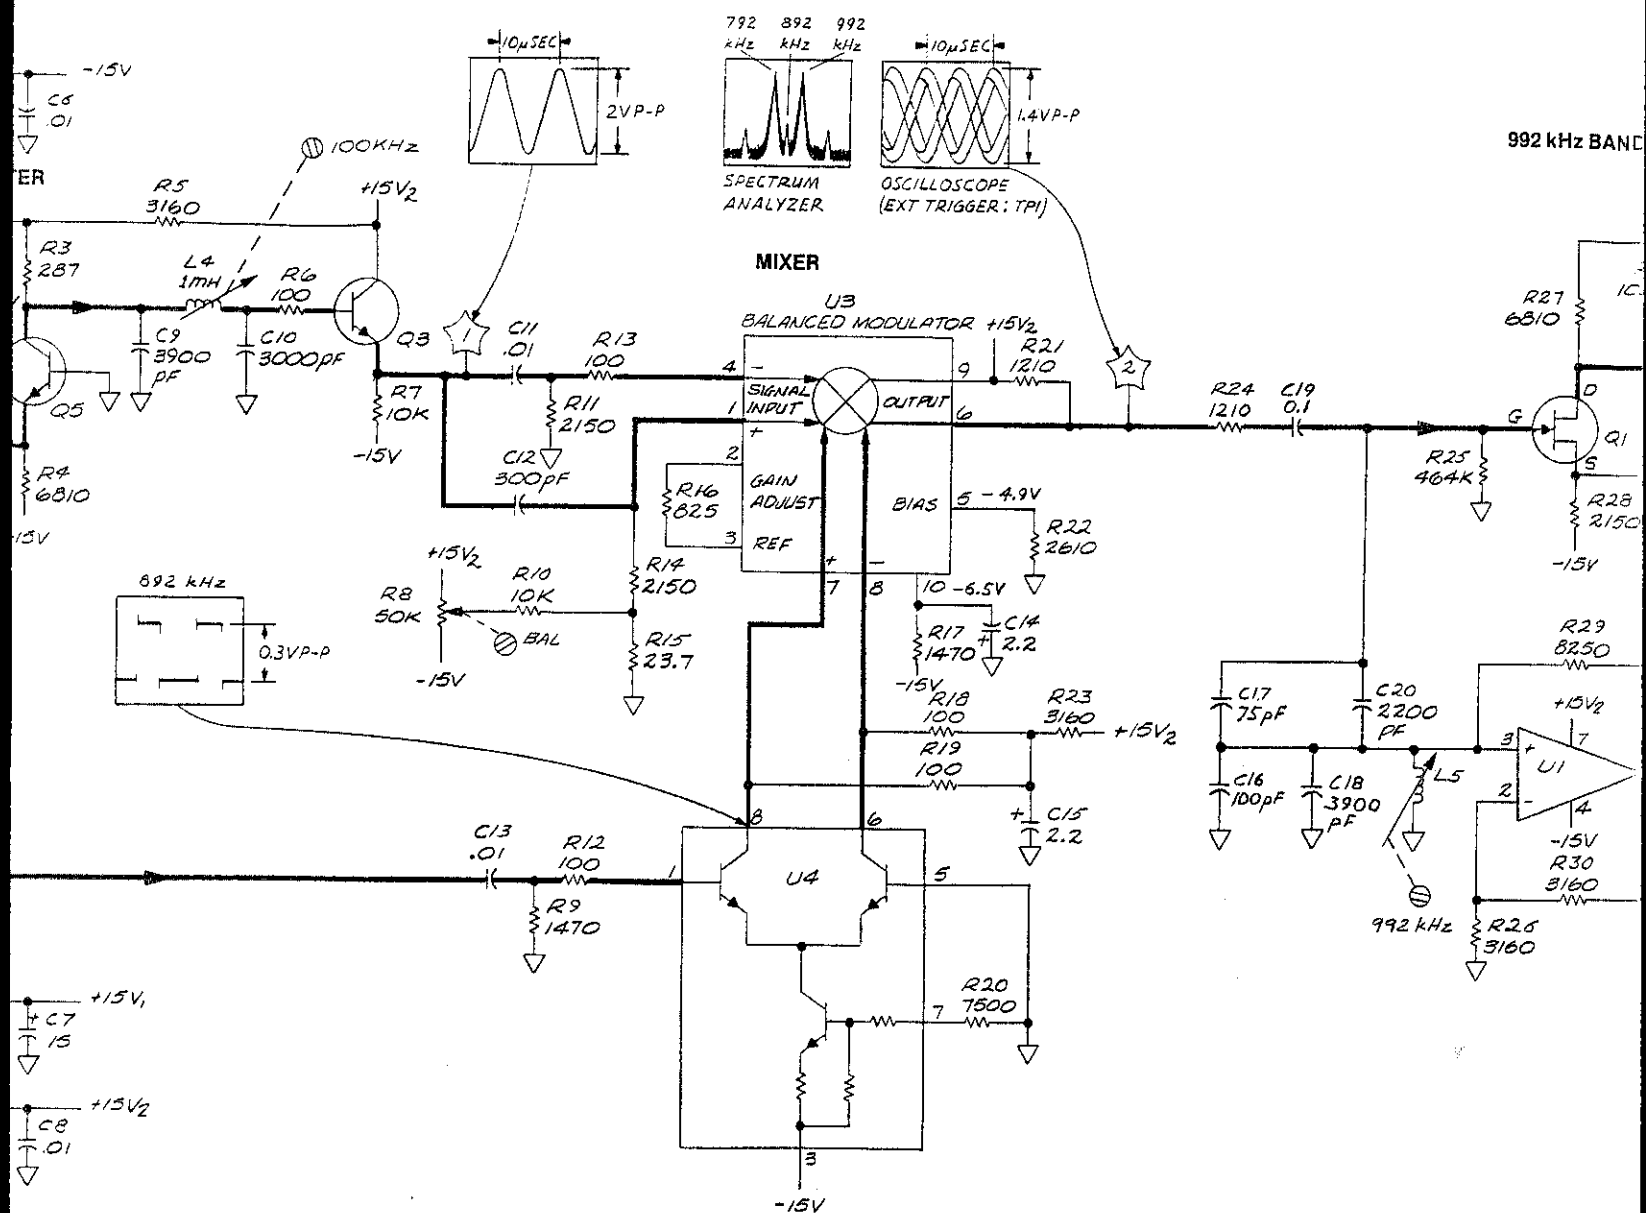 -15V
C6
.01
ER
R5
3160
100KHz
+15V2
R3
287
L4
1mH
R6
100
C9
3900
pF
C10
3000pF
Q3
Q5
R4
6810
-15V
R7
10K
-15V
10µSEC
2VP-P
1
C11
.01
R13
100
R11
2150
C12
300pF
792
kHz
892
kHz
992
kHz
SPECTRUM
ANALYZER
10µSEC
1.4VP-P
OSCILLOSCOPE
(EXT TRIGGER: TP1)
MIXER
U3
BALANCED MODULATOR
+15V2
4
-
SIGNAL
INPUT
1
+
2
GAIN
ADJUST
3
REF
R16
825
OUTPUT
9
6
BIAS
5
-4.9V
R21
1210
2
R22
2610
+
7
-
8
10
-6.5V
R17
1470
-15V
C14
+
2.2
+15V2
R8
50K
-15V
R10
10K
BAL
R14
2150
R15
23.7
892 kHz
0.3VP-P
R18
100
R19
100
R23
3160
+15V2
+
C15
2.2
C13
.01
R12
100
R9
1470
1
8
6
U4
5
7
R20
7500
3
-15V
+15V1
+
C7
15
+15V2
C8
.01
992 kHz BAND
R24
1210
C19
0.1
R25
464K
R27
6810
IC
G
D
S
Q1
R28
2150
-15V
C17
75pF
C20
2200
pF
C16
100pF
C18
3900
pF
L5
992 kHz
R29
8250
+15V2
3
+
7
U1
2
-
4
-15V
R30
3160
R26
3160